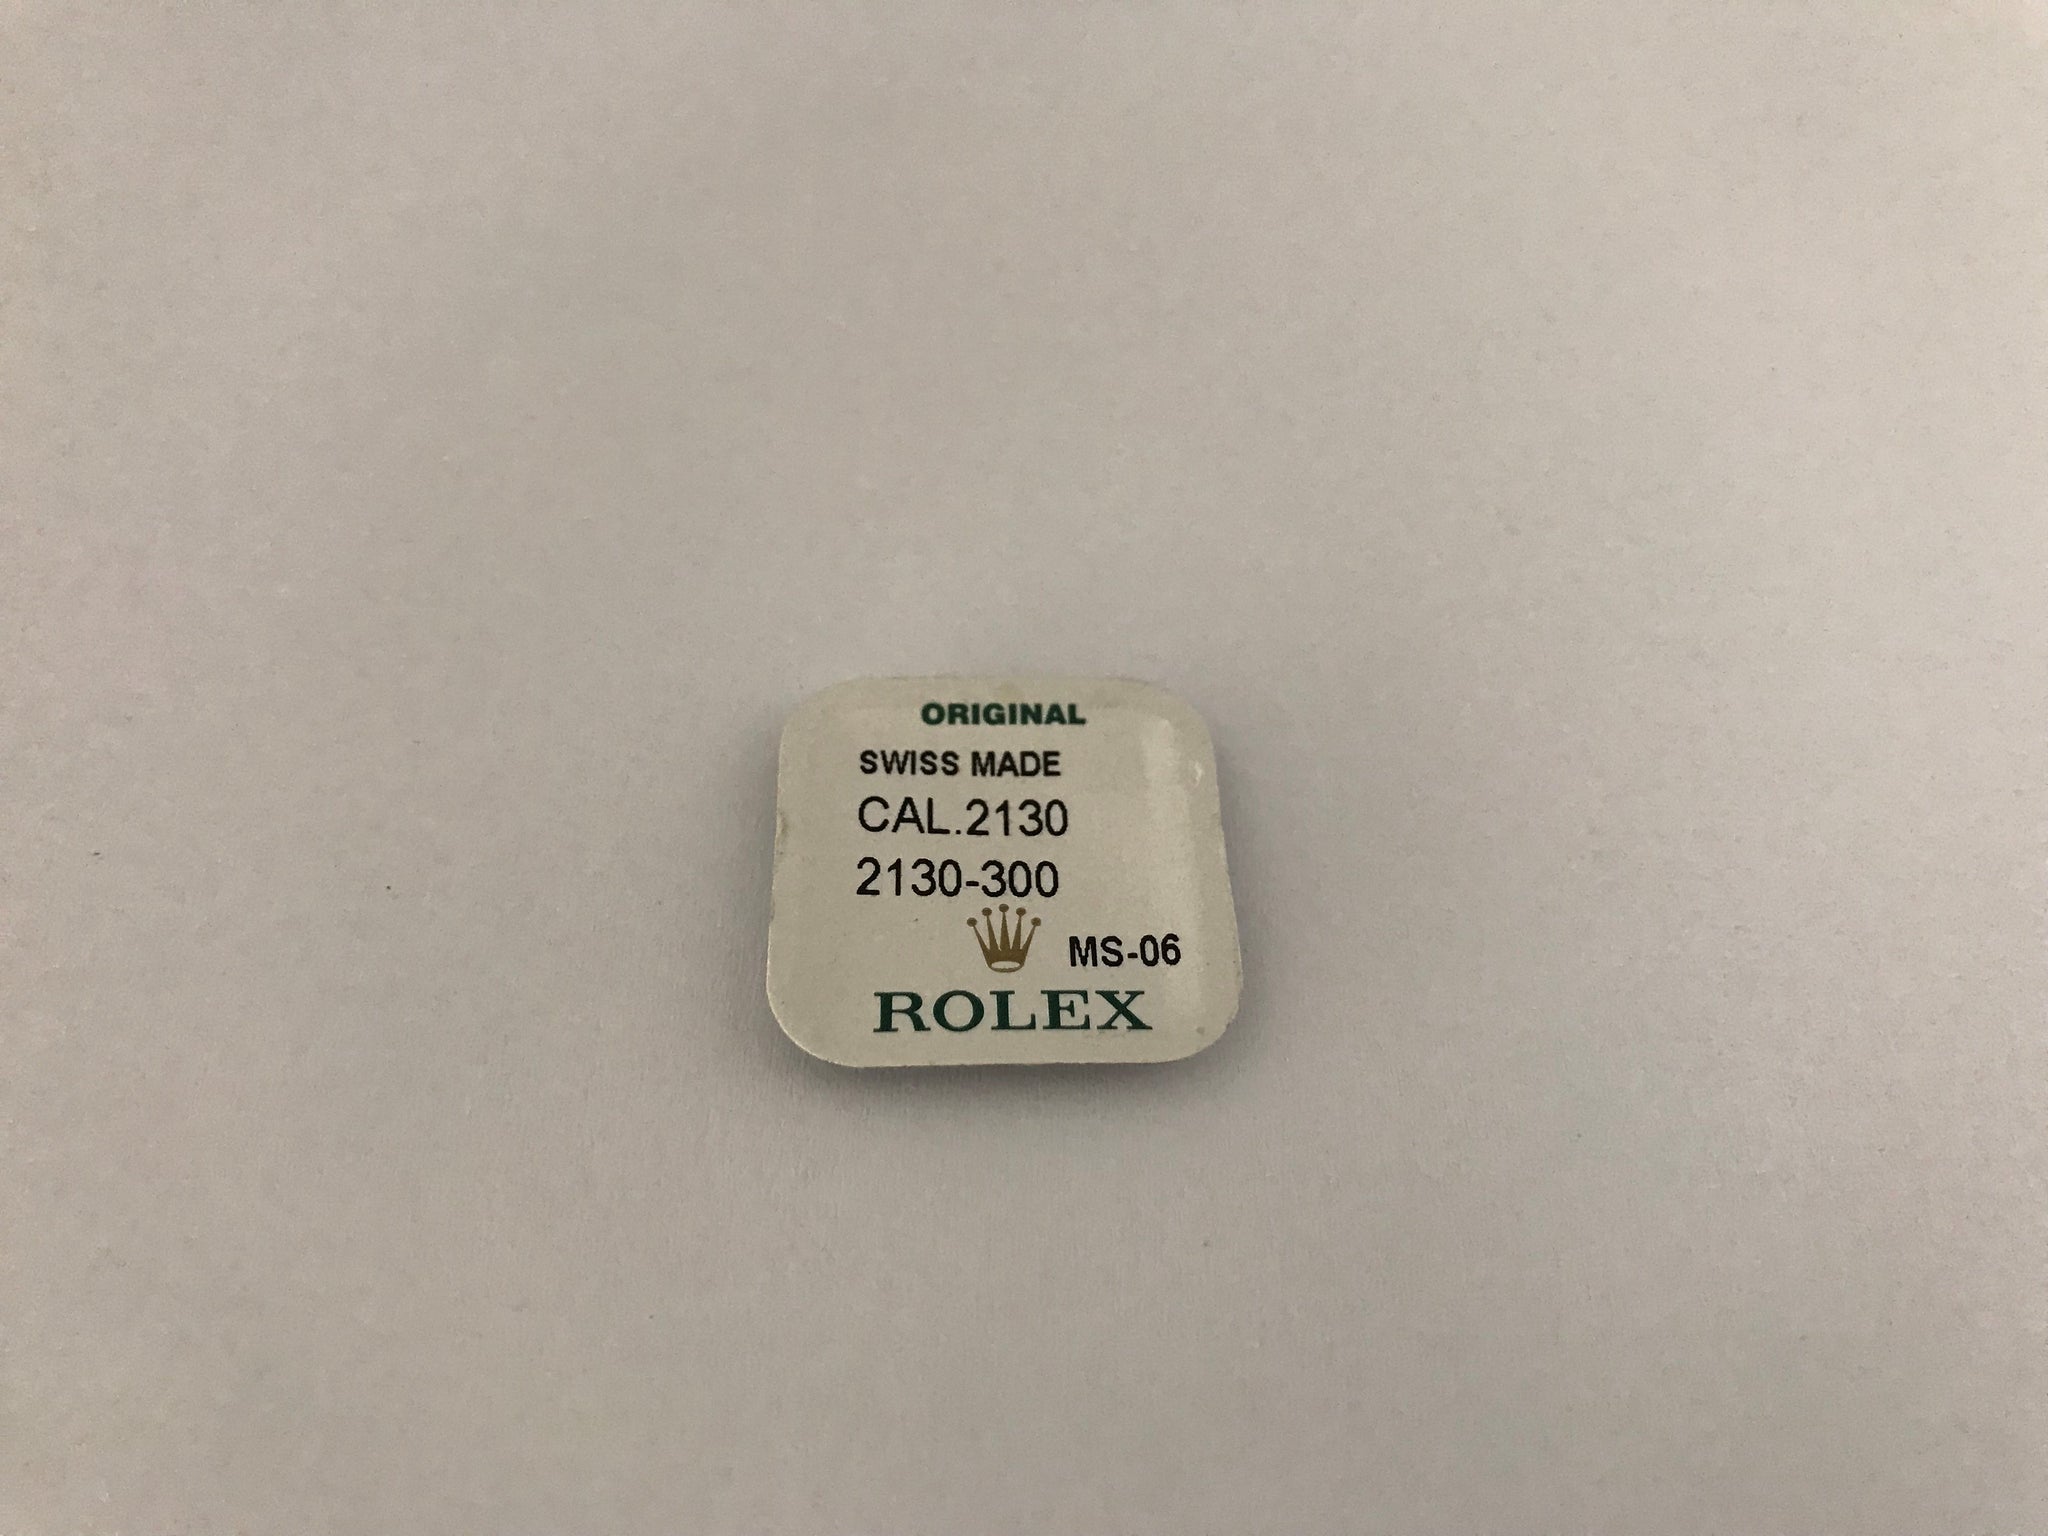 ORIGINAL
SWISS MADE
CAL.2130
2130-300
MS-06
ROLEX